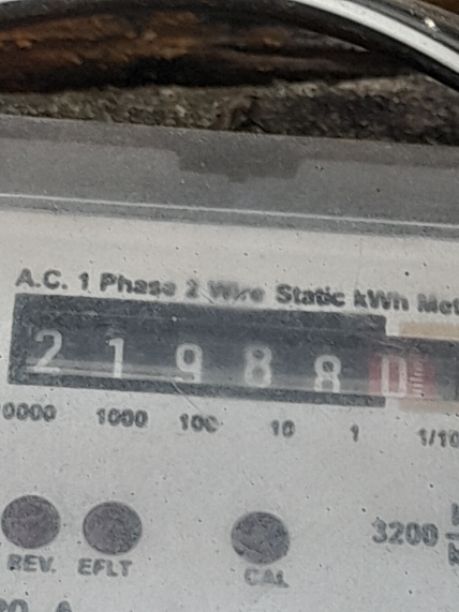 A.C. 1 Phase 2 Wire Static kWh Met
2 1 9 8 8 0
0000 1000 100 10 1 1/10
3200
REV. EFLT CAL